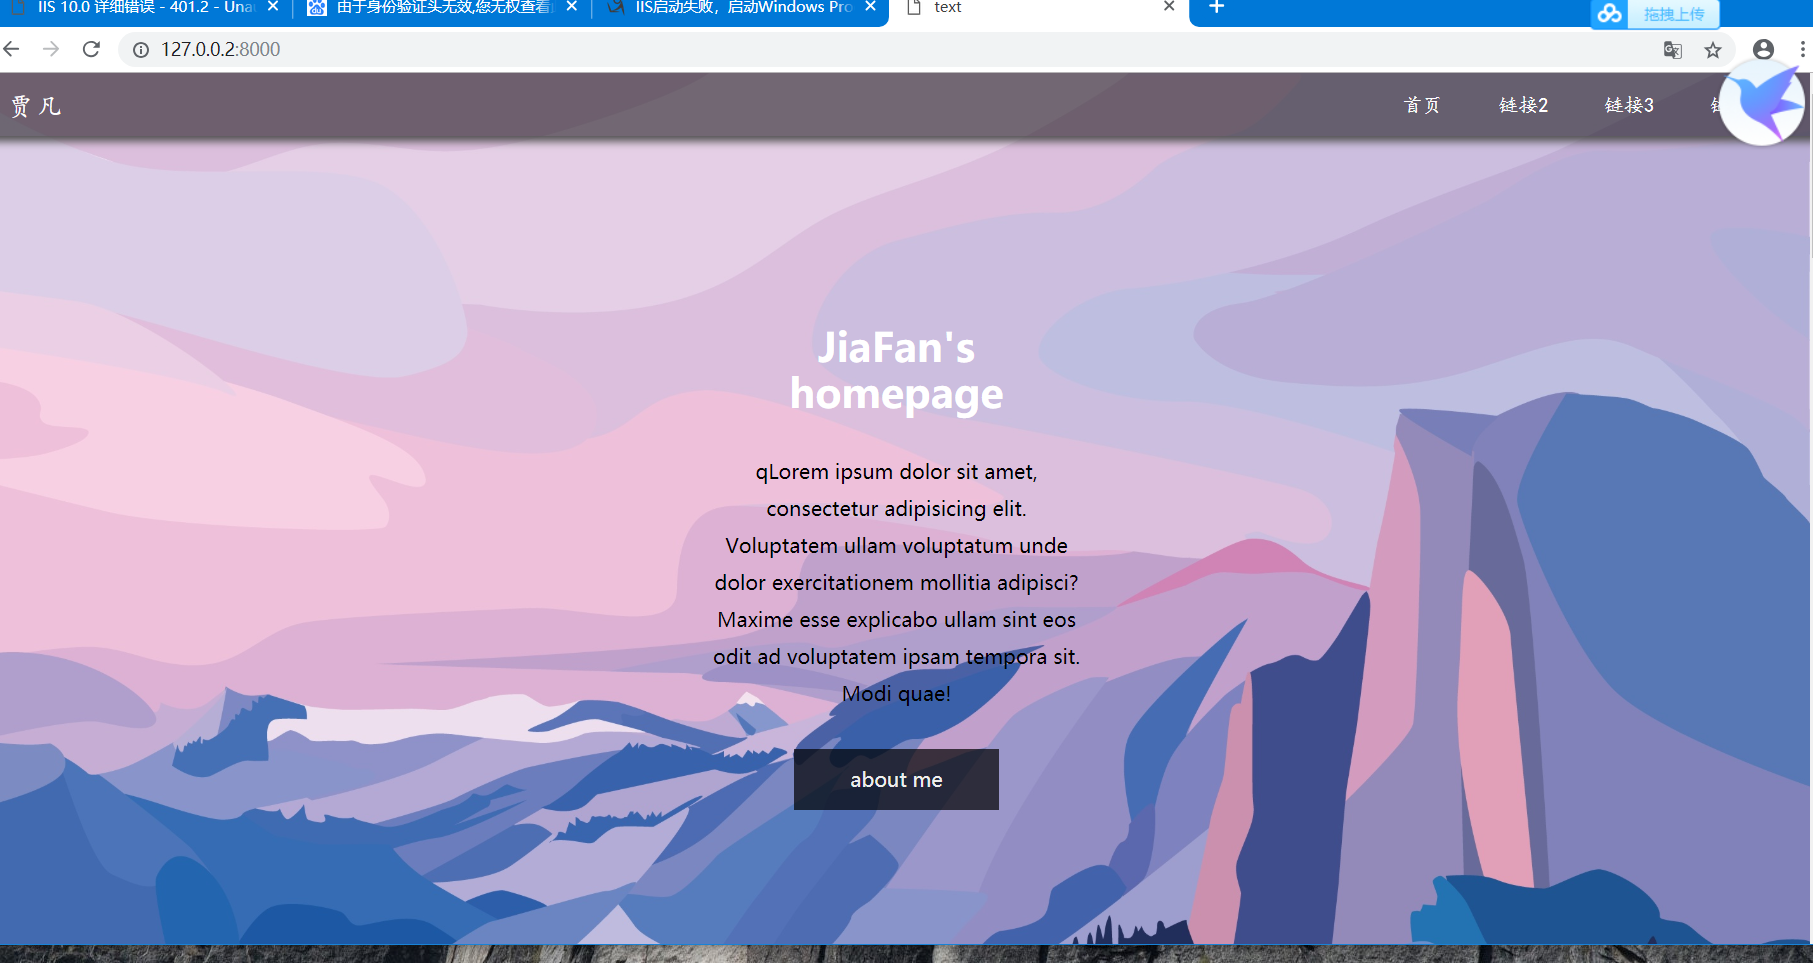 IIS 10.0 详细错误 - 401.2 - Una
由于身份验证头无效,您无权查看
IIS启动失败，启动Windows Pro
text
拖拽上传
127.0.0.2:8000
贾 凡
首页
链接2
链接3
JiaFan's
homepage
qLorem ipsum dolor sit amet,
consectetur adipisicing elit.
Voluptatem ullam voluptatum unde
dolor exercitationem mollitia adipisci?
Maxime esse explicabo ullam sint eos
odit ad voluptatem ipsam tempora sit.
Modi quae!
about me